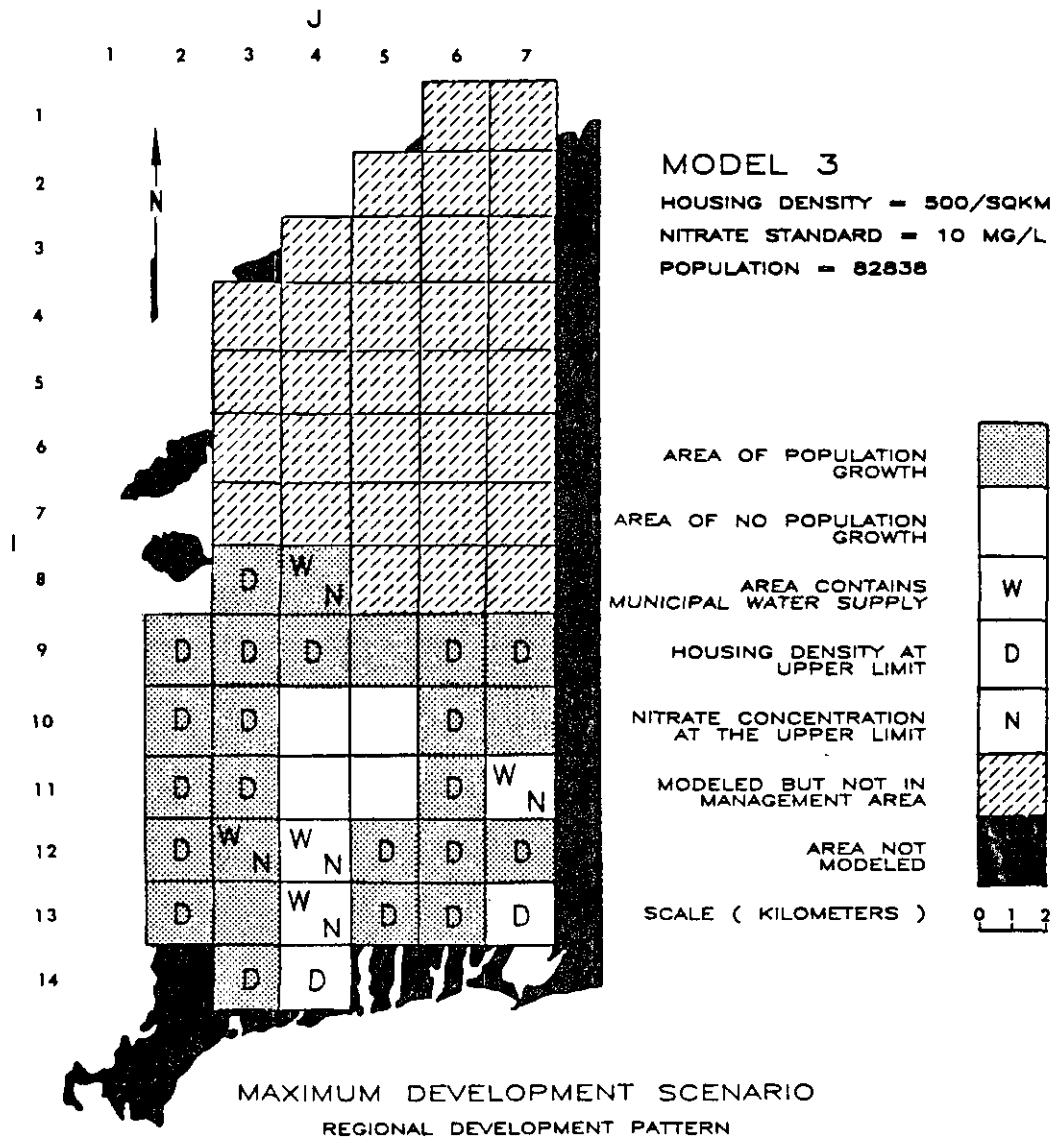 J
1 2 3 4 5 6 7
1
2
3
4
5
6
7
I
8
9
10
11
12
13
14
N
D W N
D D D D D
D D D
D D D W N
D W N W N D D D
D W N D D D
D D
MODEL 3
HOUSING DENSITY = 500/SQKM
NITRATE STANDARD = 10 MG/L
POPULATION = 82838
AREA OF POPULATION
GROWTH
AREA OF NO POPULATION
GROWTH
AREA CONTAINS
MUNICIPAL WATER SUPPLY
W
HOUSING DENSITY AT
UPPER LIMIT
D
NITRATE CONCENTRATION
AT THE UPPER LIMIT
N
MODELED BUT NOT IN
MANAGEMENT AREA
AREA NOT
MODELED
SCALE ( KILOMETERS )
0 1 2
MAXIMUM DEVELOPMENT SCENARIO
REGIONAL DEVELOPMENT PATTERN